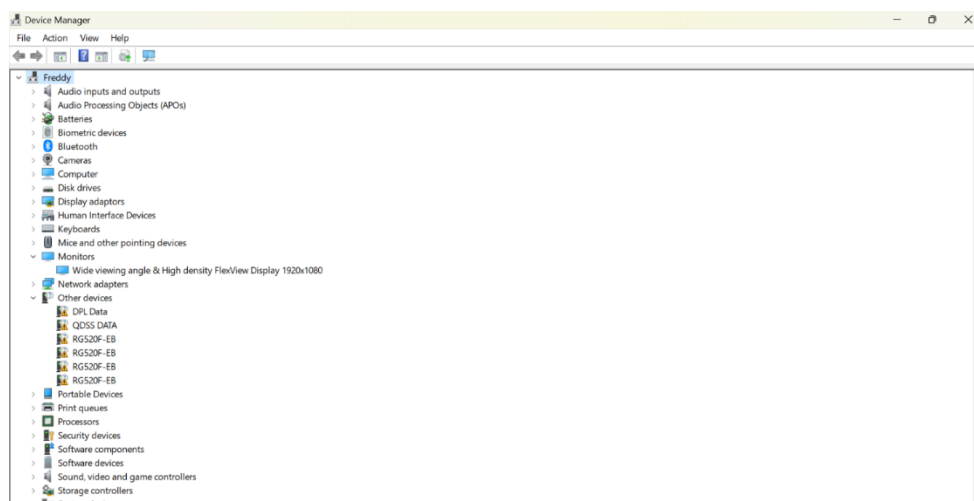 Device Manager
File Action View Help
Freddy
Audio inputs and outputs
Audio Processing Objects (APOs)
Batteries
Biometric devices
Bluetooth
Cameras
Computer
Disk drives
Display adaptors
Human Interface Devices
Keyboards
Mice and other pointing devices
Monitors
Wide viewing angle & High density FlexView Display 1920x1080
Network adapters
Other devices
DPL Data
QDSS DATA
RG520F-EB
RG520F-EB
RG520F-EB
RG520F-EB
Portable Devices
Print queues
Processors
Security devices
Software components
Software devices
Sound, video and game controllers
Storage controllers